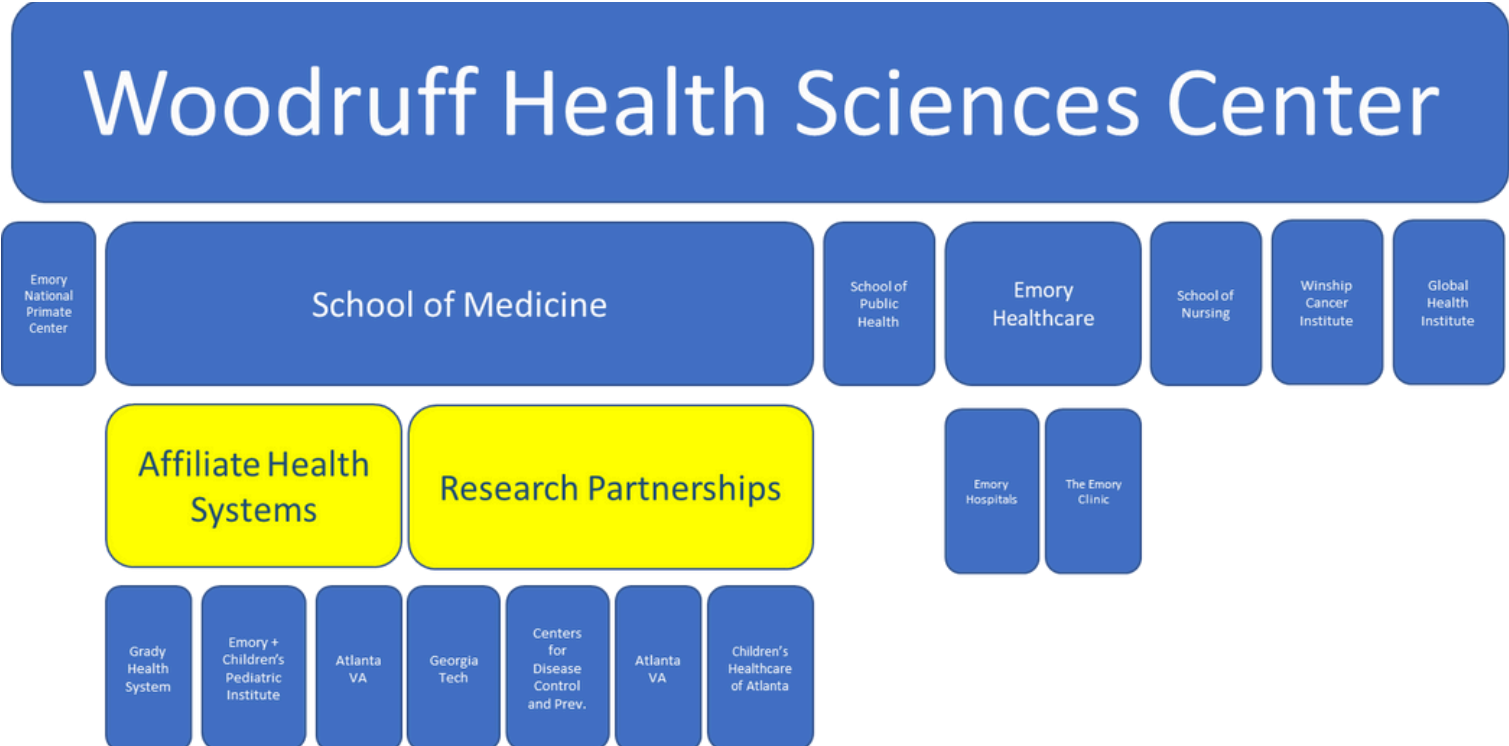 Woodruff Health Sciences Center
Emory
National
Primate
Center
School of Medicine
School of
Public
Health
Emory
Healthcare
School of
Nursing
Winship
Cancer
Institute
Global
Health
Institute
Affiliate Health
Systems
Research Partnerships
Emory
Hospitals
The Emory
Clinic
Grady
Health
System
Emory +
Children’s
Pediatric
Institute
Atlanta
VA
Georgia
Tech
Centers
for
Disease
Control
and Prev.
Atlanta
VA
Children’s
Healthcare
of Atlanta